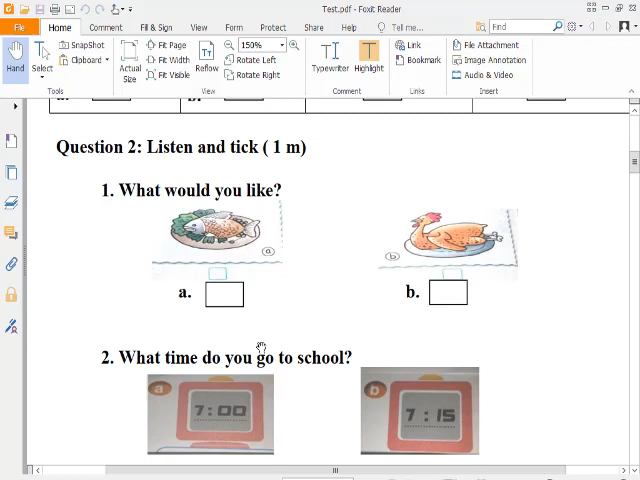 Test.pdf - Foxit Reader
File Home Comment Fill & Sign View Form Protect Share Help Tell me... Find
Hand Select SnapShot Clipboard Actual Size Fit Page Fit Width Fit Visible Reflow 150% Rotate Left Rotate Right Typewriter Highlight Link Bookmark File Attachment Image Annotation Audio & Video
Tools View Comment Links Insert
Question 2: Listen and tick ( 1 m)
1. What would you like?
a b
a. b.
2. What time do you go to school?
a 7:00 b 7:15